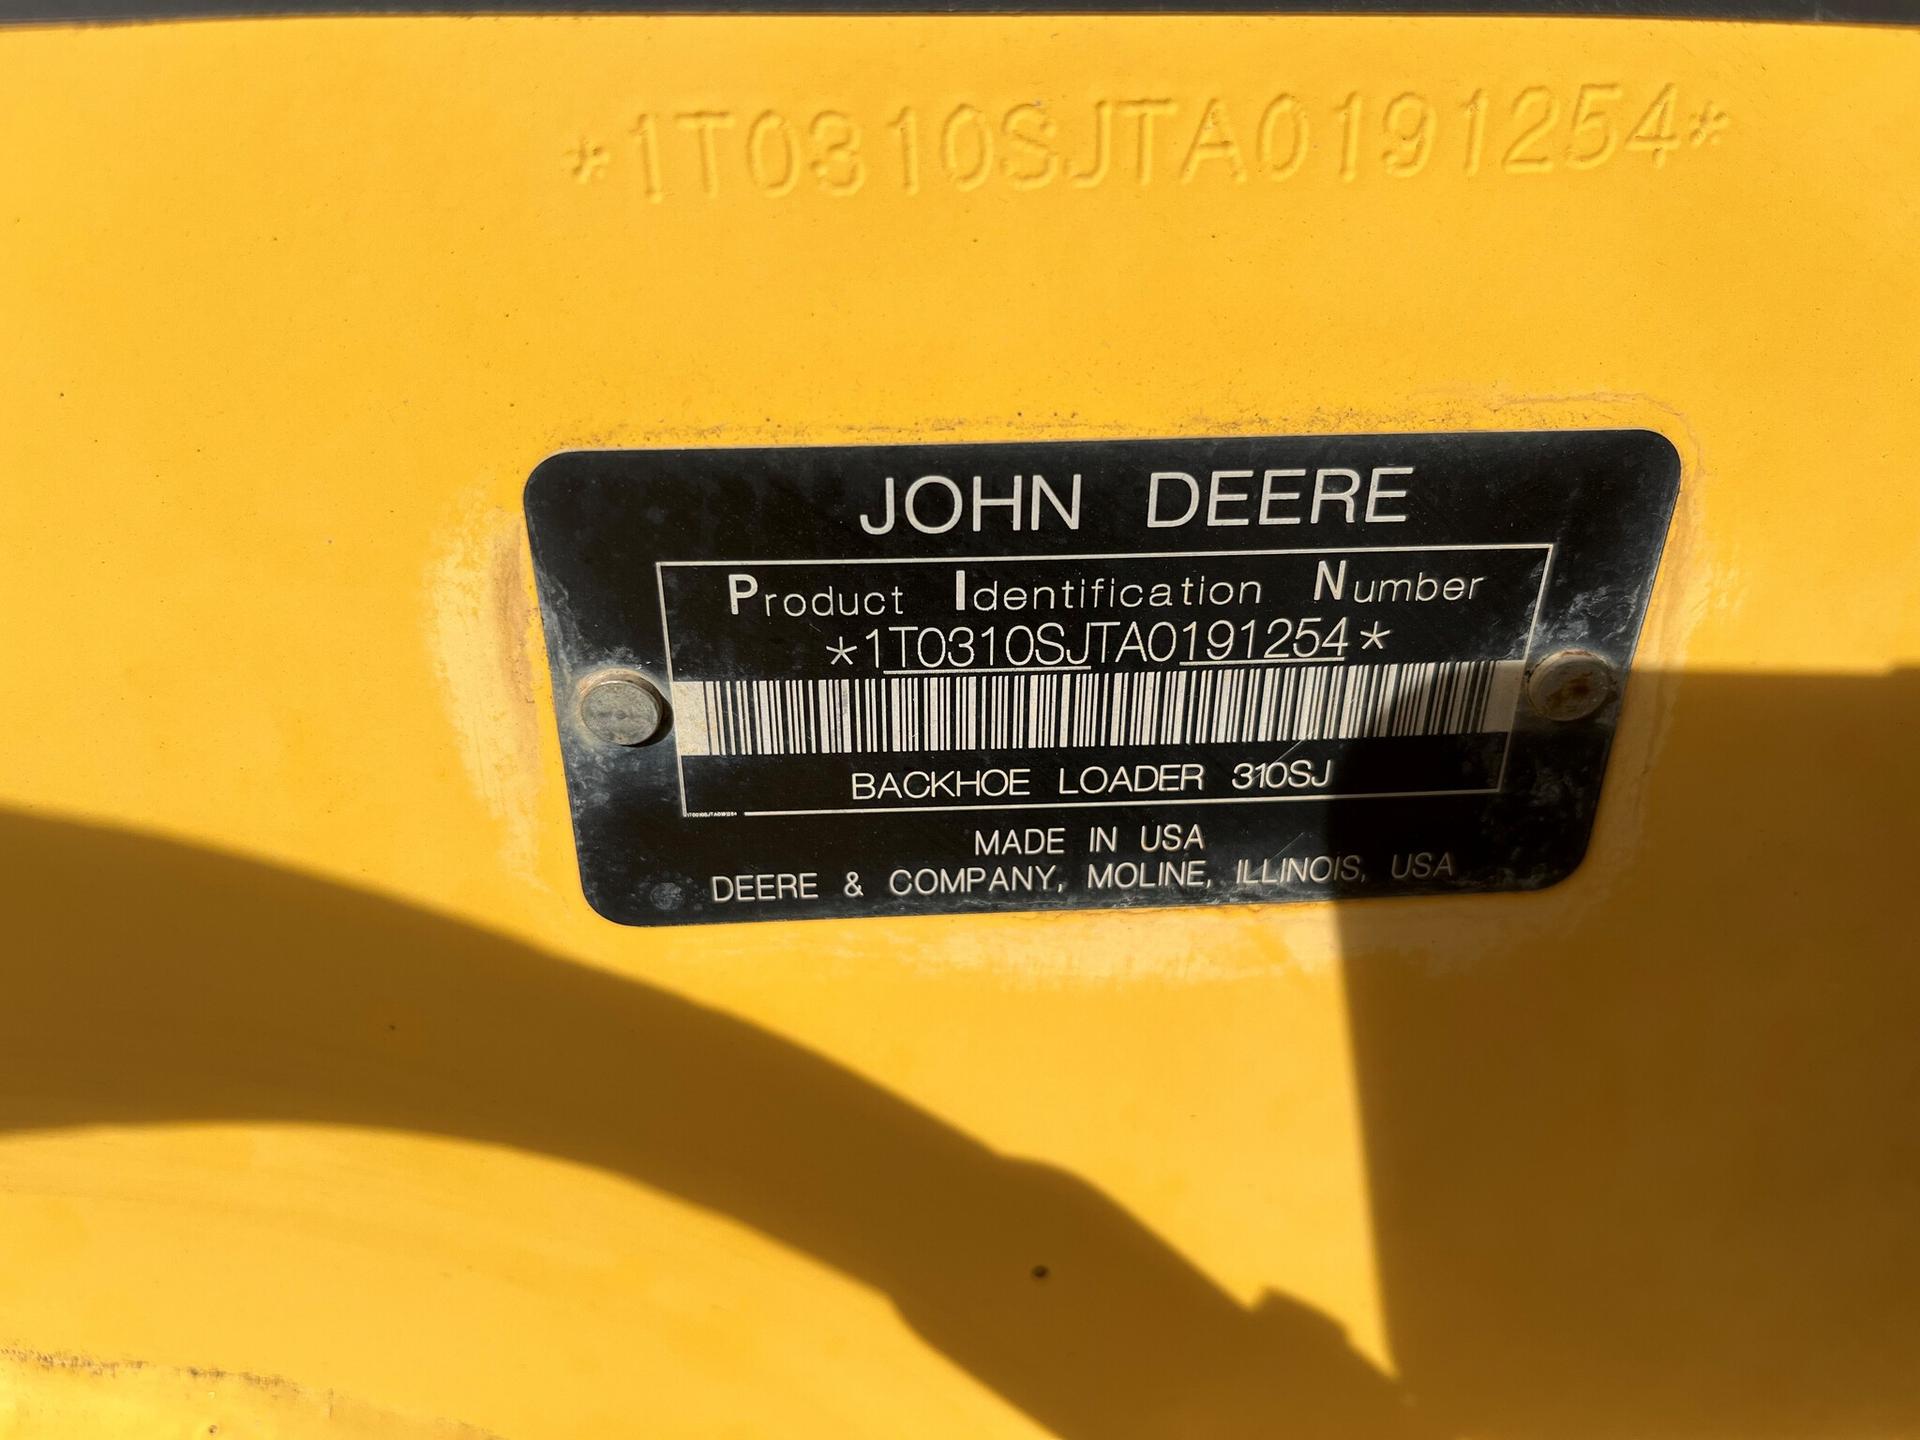 *1T0310SJTA0191254*
JOHN DEERE
Product Identification Number
*1T0310SJTA0191254*
BACKHOE LOADER 310SJ
MADE IN USA
DEERE & COMPANY, MOLINE, ILLINOIS, USA